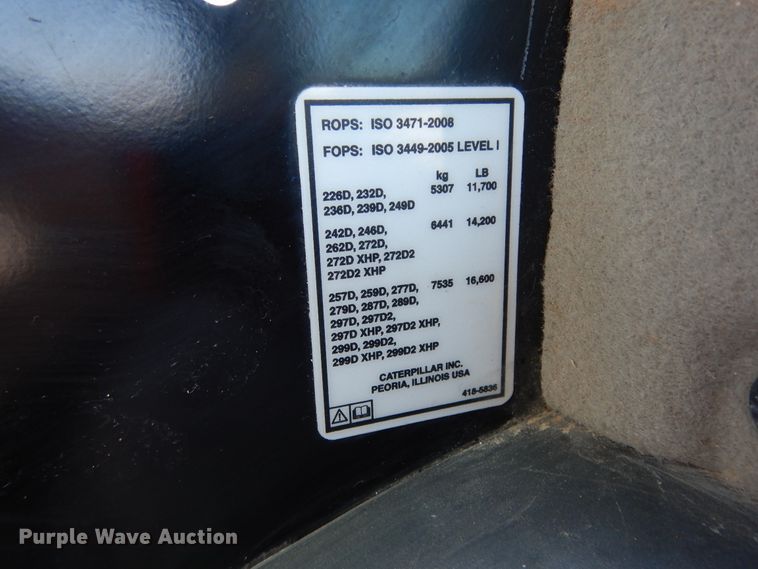 ROPS: ISO 3471-2008
FOPS: ISO 3449-2005 LEVEL I
kg LB
226D, 232D, 5307 11,700
236D, 239D, 249D
242D, 246D, 6441 14,200
262D, 272D,
272D XHP, 272D2
272D2 XHP
257D, 259D, 277D, 7535 16,600
279D, 287D, 289D,
297D, 297D2,
297D XHP, 297D2 XHP,
299D, 299D2,
299D XHP, 299D2 XHP
CATERPILLAR INC.
PEORIA, ILLINOIS USA
418-5836
Purple Wave Auction